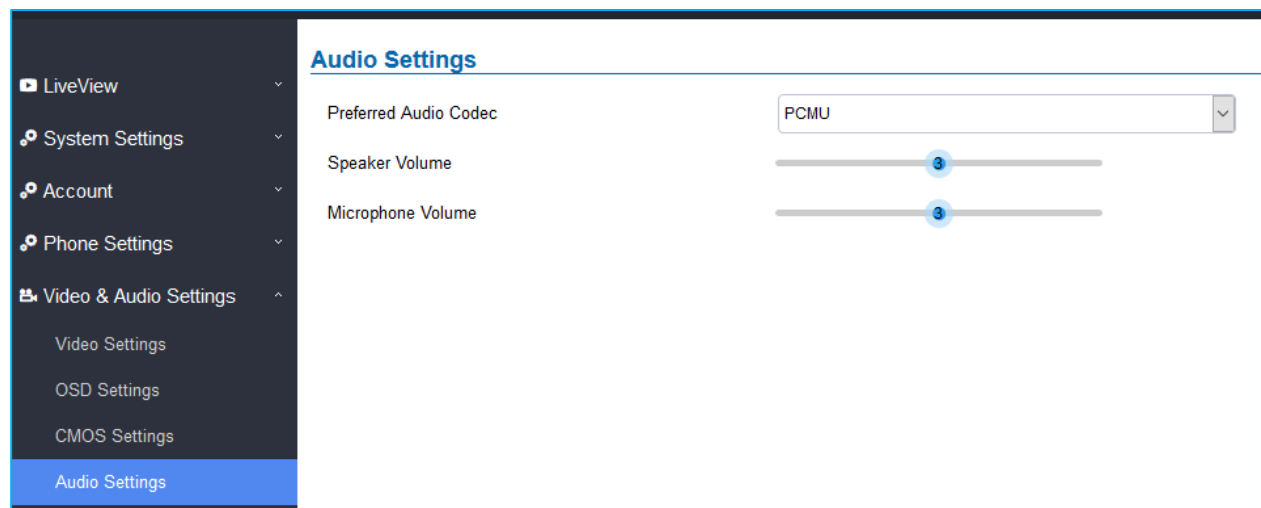 LiveView
System Settings
Account
Phone Settings
Video & Audio Settings
Video Settings
OSD Settings
CMOS Settings
Audio Settings
Audio Settings
Preferred Audio Codec PCMU
Speaker Volume 3
Microphone Volume 3